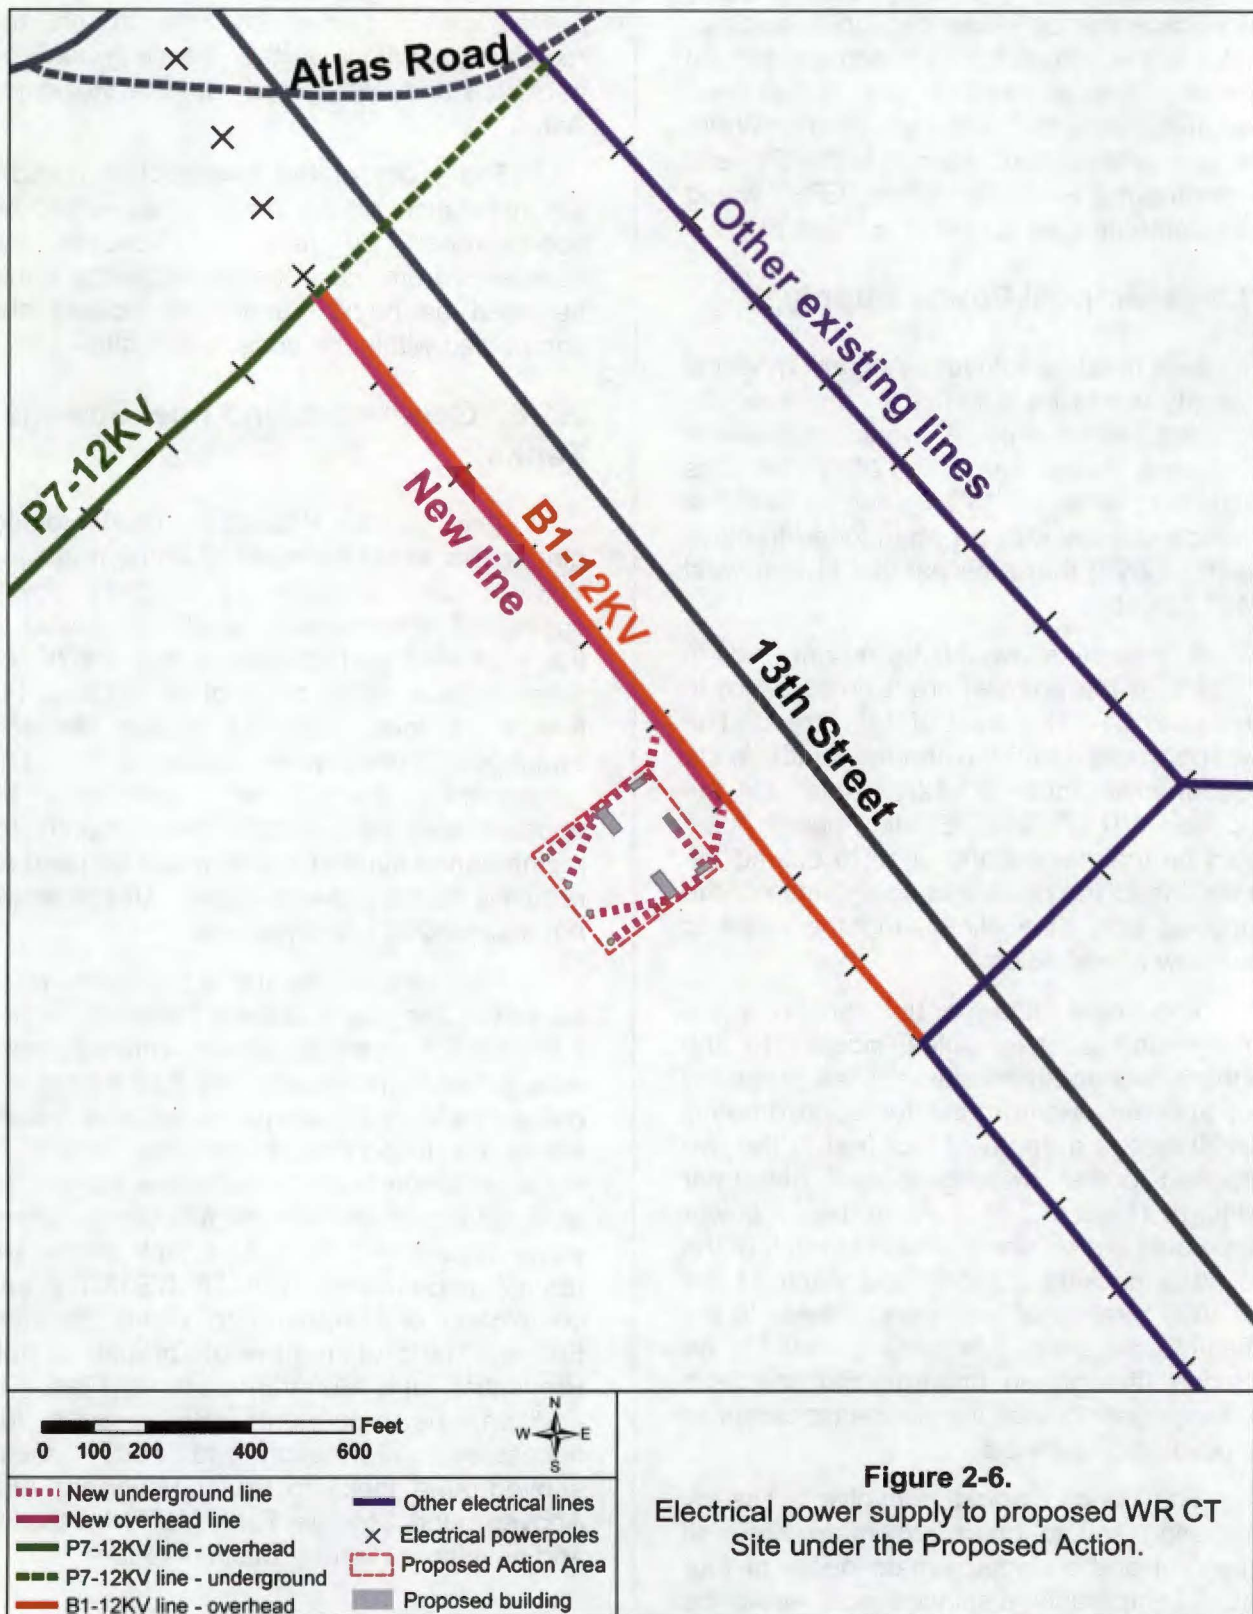 Atlas Road
Other existing lines
P7-12KV
New line
B1-12KV
13th Street
Feet
0 100 200 400 600
N
W E
S
New underground line
New overhead line
P7-12KV line - overhead
P7-12KV line - underground
B1-12KV line - overhead
Other electrical lines
Electrical powerpoles
Proposed Action Area
Proposed building
Figure 2-6.
Electrical power supply to proposed WR CT
Site under the Proposed Action.